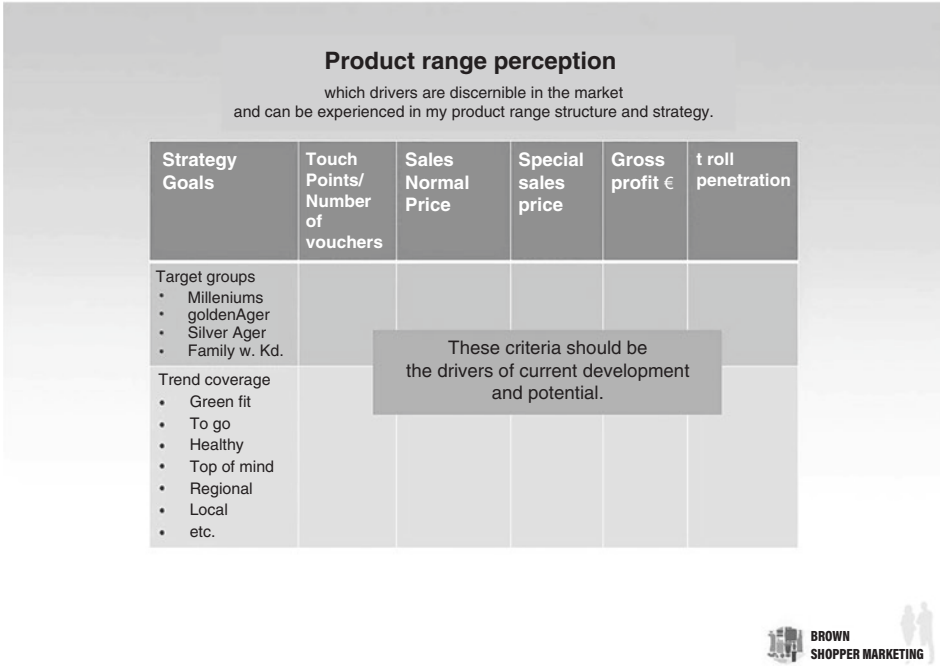 Product range perception
which drivers are discernible in the market
and can be experienced in my product range structure and strategy.
Strategy
Goals
Touch
Points/
Number
of
vouchers
Sales
Normal
Price
Special
sales
price
Gross
profit €
t roll
penetration
Target groups
• Milleniums
• goldenAger
• Silver Ager
• Family w. Kd.
These criteria should be
the drivers of current development
and potential.
Trend coverage
• Green fit
• To go
• Healthy
• Top of mind
• Regional
• Local
• etc.
BROWN
SHOPPER MARKETING